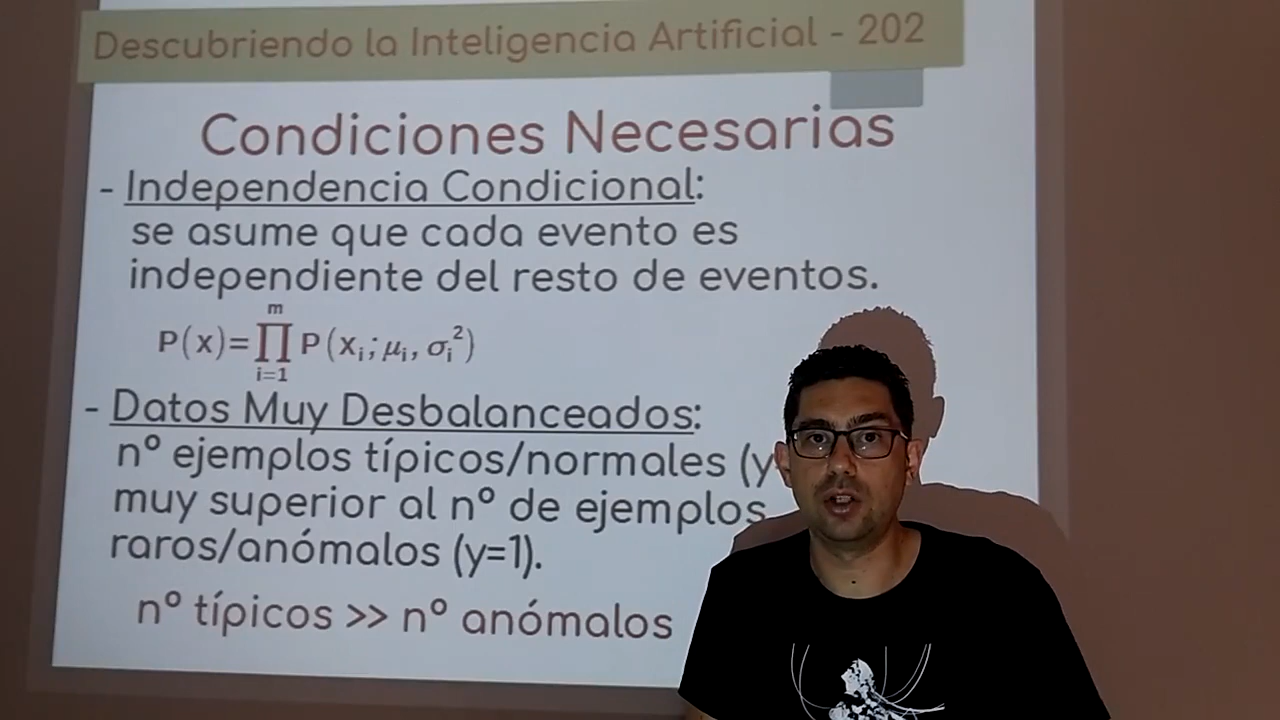 Descubriendo la Inteligencia Artificial - 202
Condiciones Necesarias
- Independencia Condicional:
se asume que cada evento es
independiente del resto de eventos.
m
P(x)=∏ P(xᵢ; μᵢ, σᵢ²)
i=1
- Datos Muy Desbalanceados:
nº ejemplos típicos/normales (y
muy superior al nº de ejemplos
raros/anómalos (y=1).
nº típicos >> nº anómalos